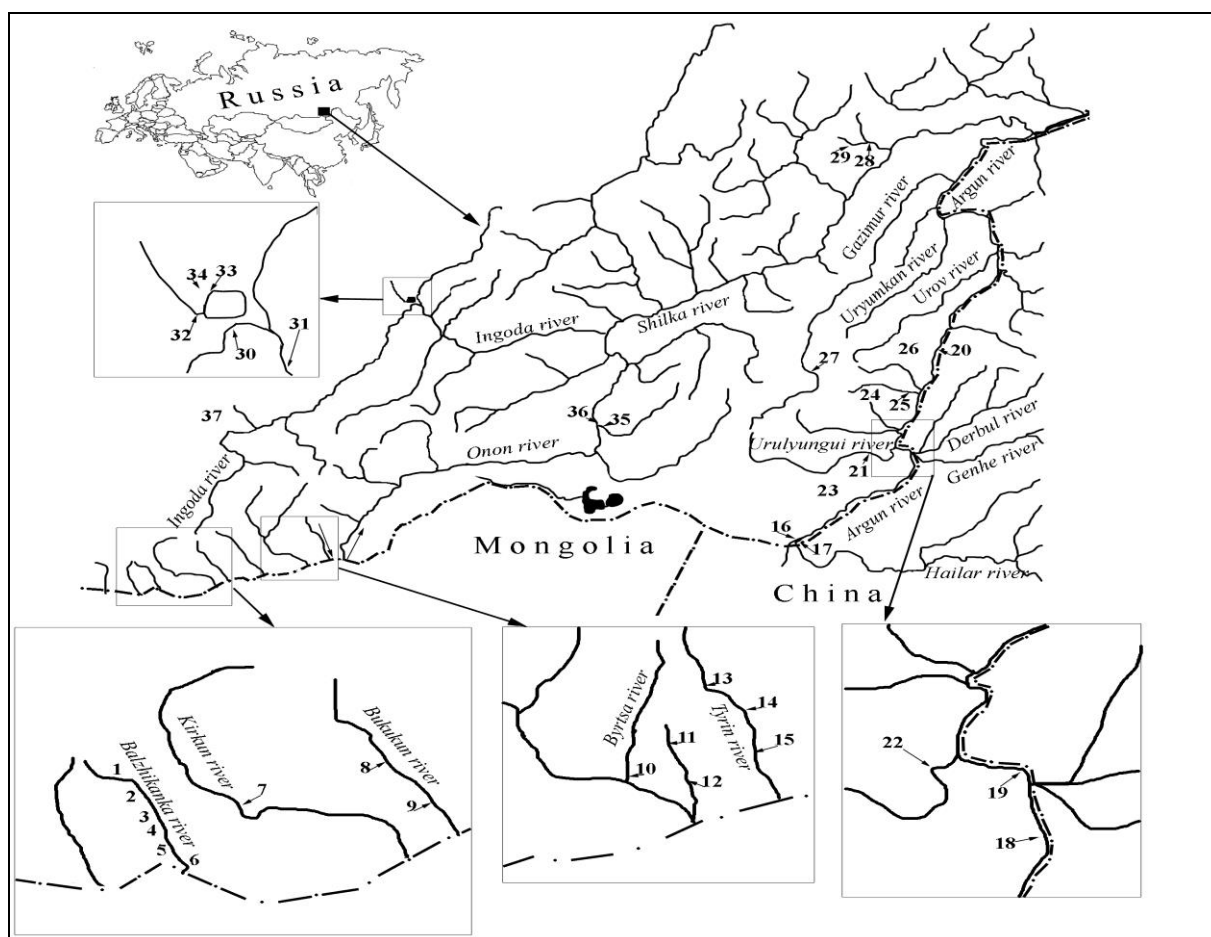 Russia
29
28
Argun river
Gazimur river
34
33
32
31
30
Uryumkan river
Urov river
Ingoda river
Shilka river
27
26
20
24
25
37
36
35
Onon river
Urulyungui river
Derbul river
21
Genhe river
Ingoda river
23
Argun river
16
17
Mongolia
Hailar river
China
1
2
3
4
5
6
Balzhikanka river
Kirkun river
7
Bukukun river
8
9
Byrtsa river
10
11
12
13
14
15
Tyrin river
22
19
18